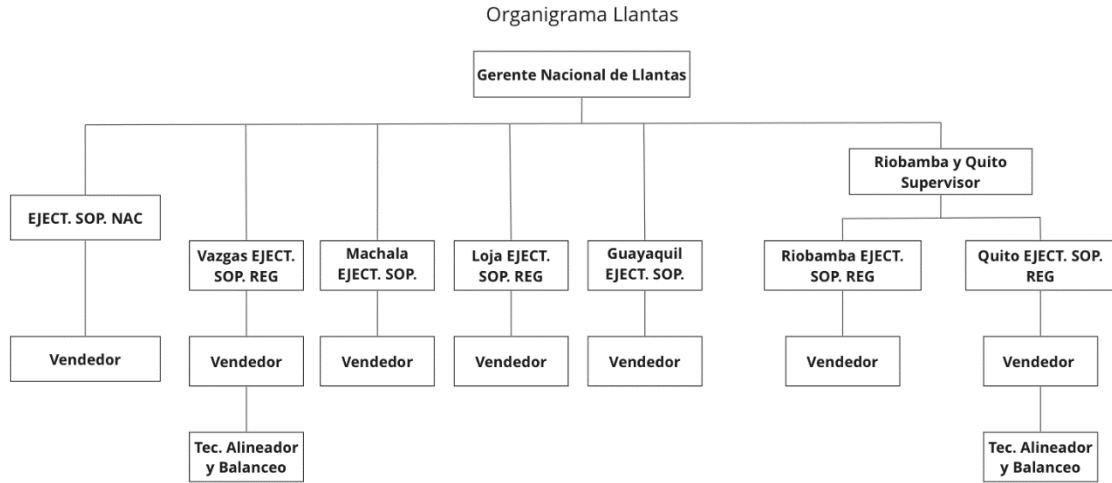 Organigrama Llantas
Gerente Nacional de Llantas
Riobamba y Quito
Supervisor
EJECT. SOP. NAC
Vazgas EJECT.
SOP. REG
Machala
EJECT. SOP.
Loja EJECT.
SOP. REG
Guayaquil
EJECT. SOP.
Riobamba EJECT.
SOP. REG
Quito EJECT. SOP.
REG
Vendedor
Vendedor
Vendedor
Vendedor
Vendedor
Vendedor
Vendedor
Tec. Alineador
y Balanceo
Tec. Alineador
y Balanceo